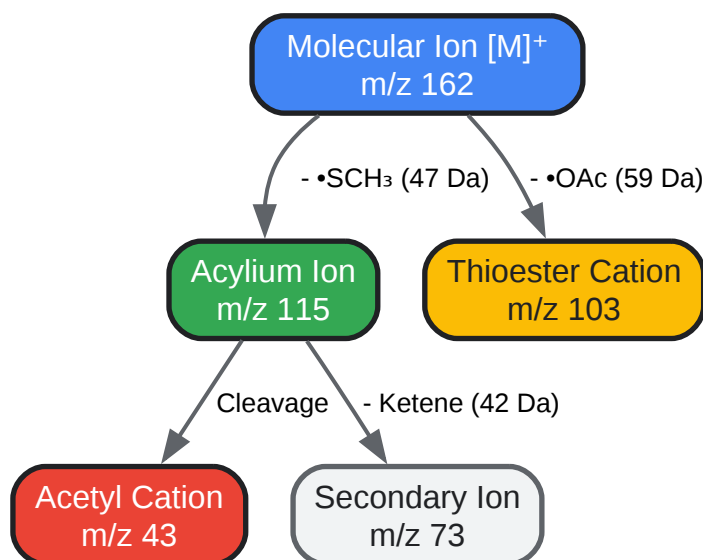 Molecular Ion [M]⁺
m/z 162
- •SCH₃ (47 Da)
- •OAc (59 Da)
Acylium Ion
m/z 115
Thioester Cation
m/z 103
Cleavage
- Ketene (42 Da)
Acetyl Cation
m/z 43
Secondary Ion
m/z 73